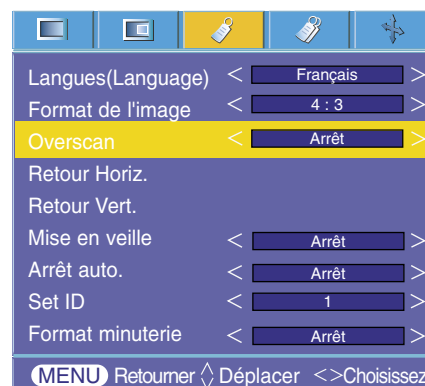 Langues(Language) < Français >
Format de l'image < 4 : 3 >
Overscan < Arrêt >
Retour Horiz.
Retour Vert.
Mise en veille < Arrêt >
Arrêt auto. < Arrêt >
Set ID < 1 >
Format minuterie < Arrêt >
MENU Retourner Déplacer <>Choisissez